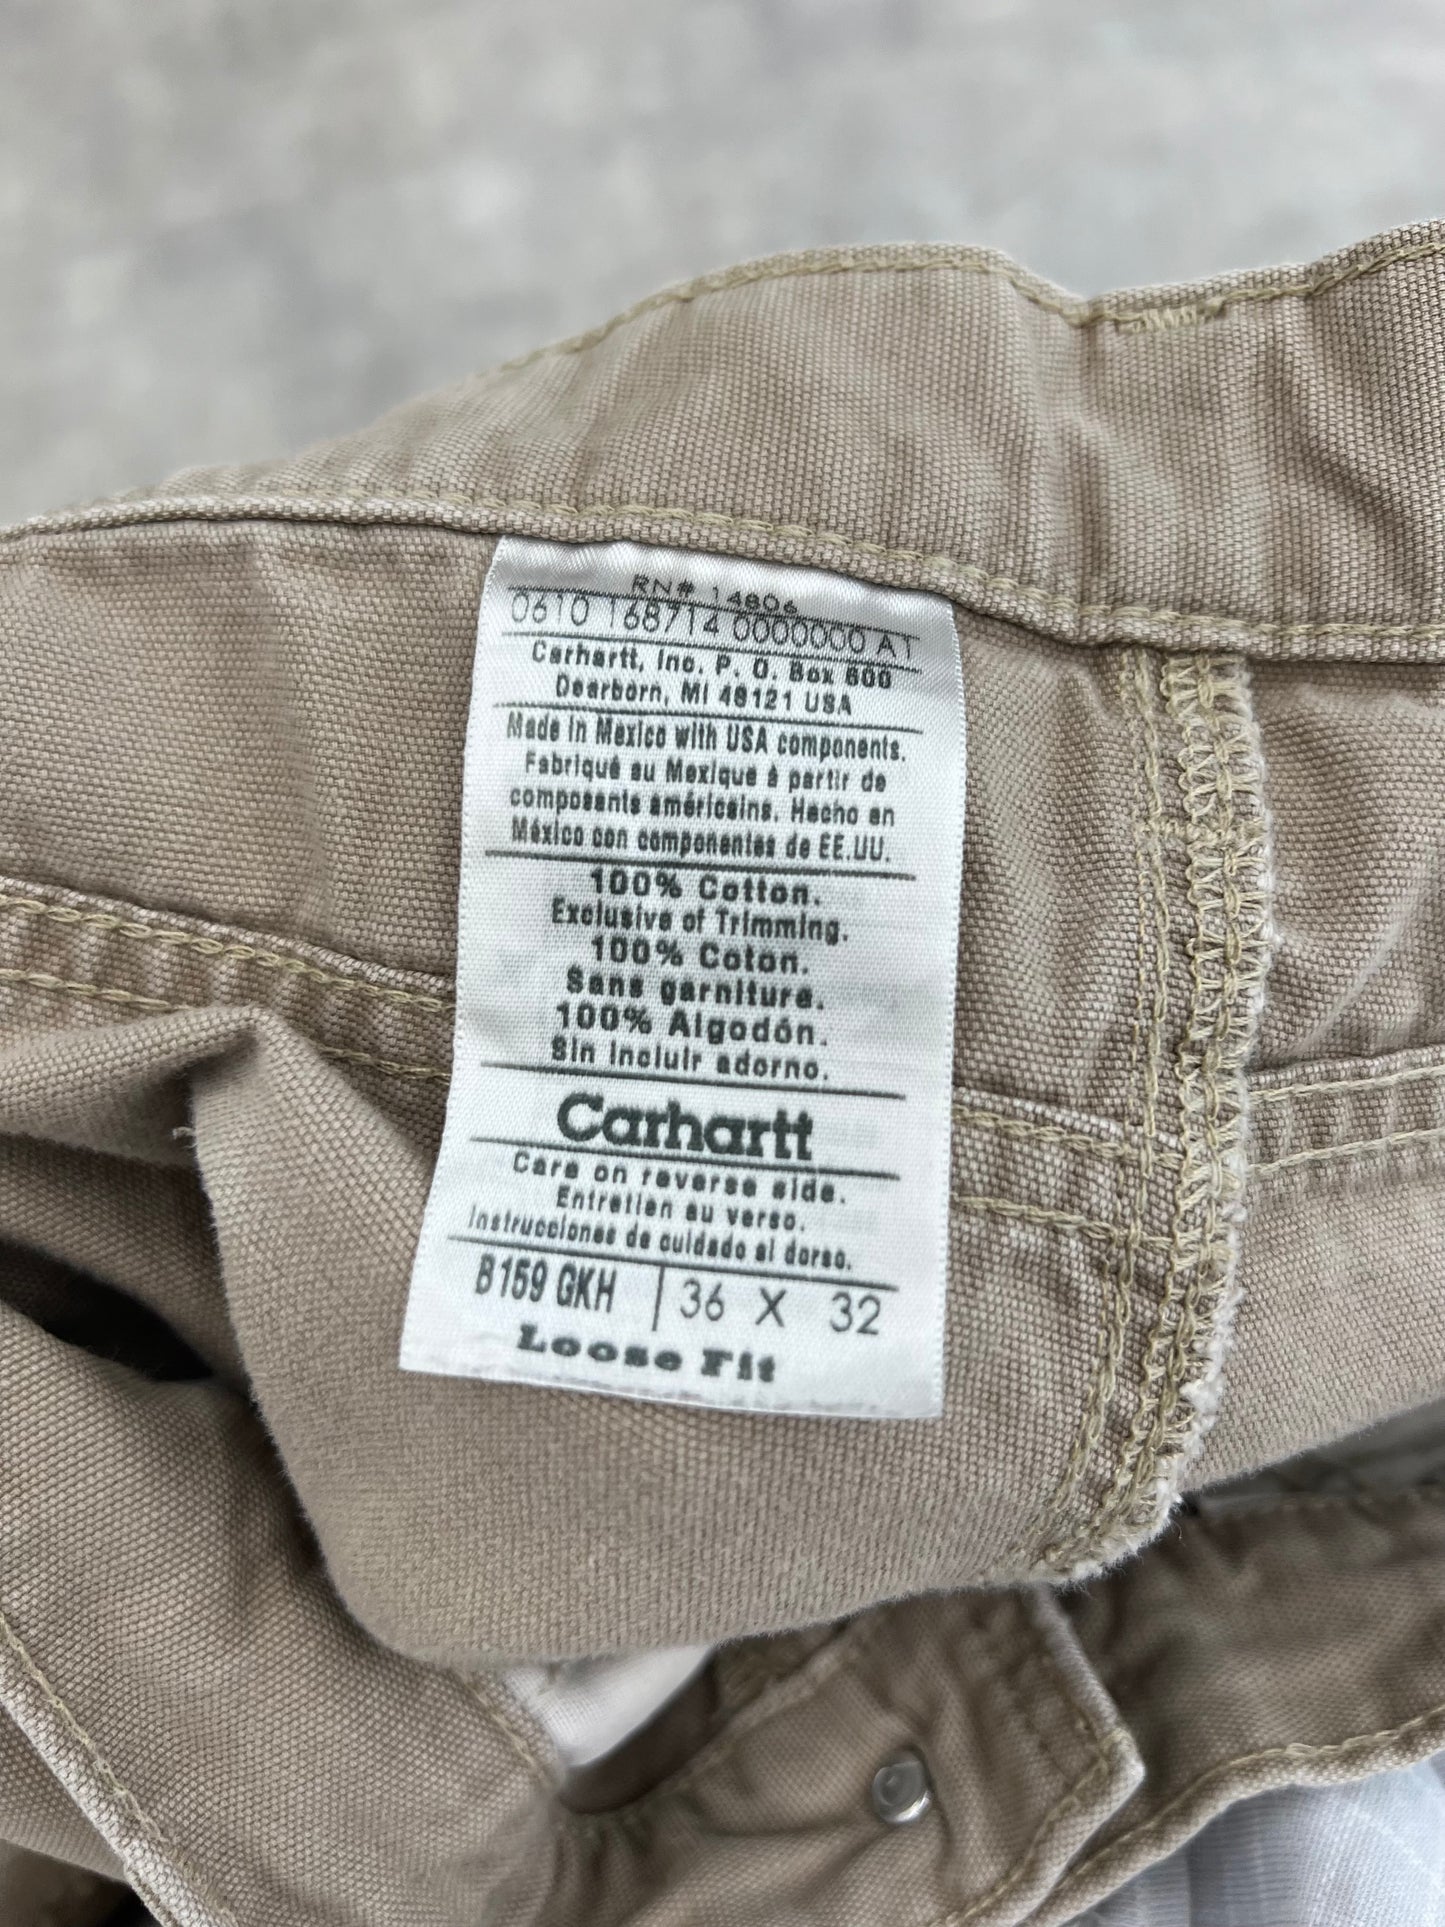 RN# 14806
0610 168714 0000000 A1
Carhartt, Inc. P. O. Box 600
Dearborn, MI 48121 USA
Made in Mexico with USA components.
Fabriqué au Mexique à partir de
composants américains. Hecho en
México con componentes de EE.UU.
100% Cotton.
Exclusive of Trimming.
100% Coton.
Sans garniture.
100% Algodón.
Sin incluir adorno.
Carhartt
Care on reverse side.
Entretien au verso.
Instrucciones de cuidado al dorso.
B159 GKH | 36 X 32
Loose Fit